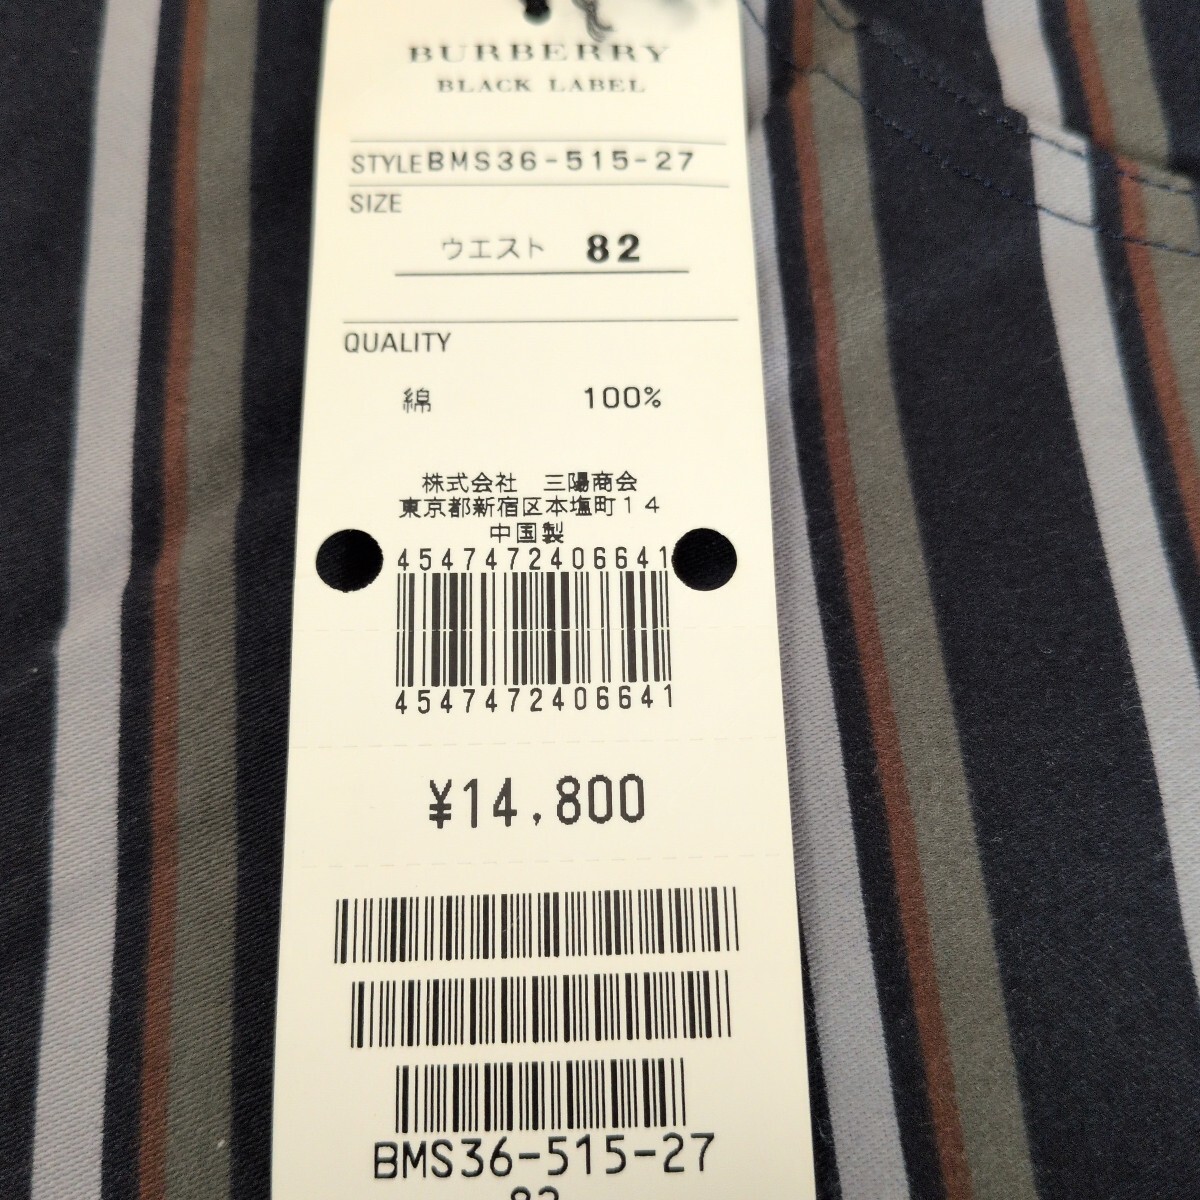 BURBERRY
BLACK LABEL
STYLE BMS36-515-27
SIZE
ウエスト 82
QUALITY
綿 100%
株式会社 三陽商会
東京都新宿区本塩町14
中国製
4547472406641
4547472406641
¥14,800
BMS36-515-27
82